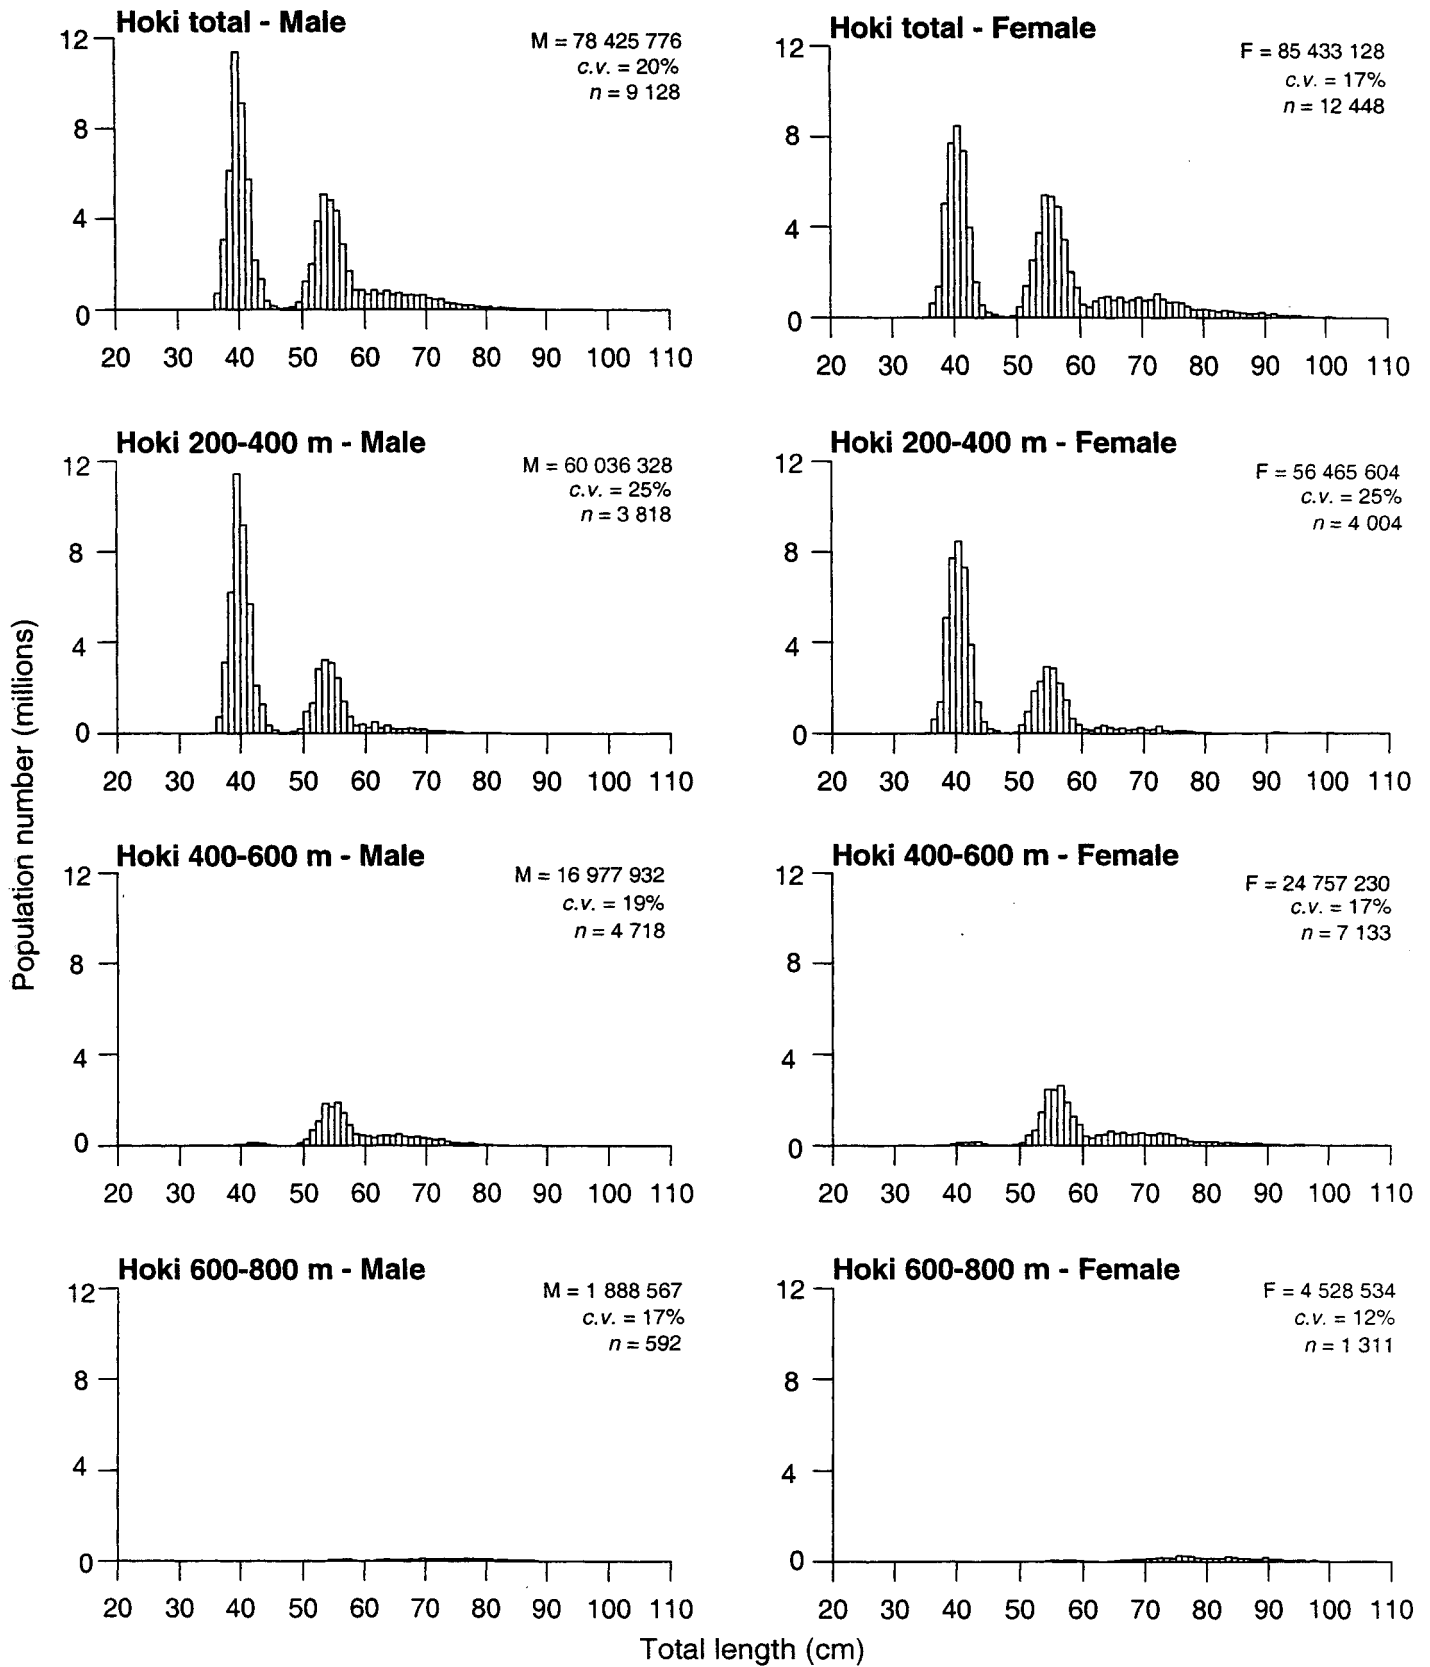 Hoki total - Male
M = 78 425 776
c.v. = 20%
n = 9 128
12
8
4
0
20 30 40 50 60 70 80 90 100 110
Hoki total - Female
F = 85 433 128
c.v. = 17%
n = 12 448
12
8
4
0
20 30 40 50 60 70 80 90 100 110
Hoki 200-400 m - Male
M = 60 036 328
c.v. = 25%
n = 3 818
12
8
4
0
20 30 40 50 60 70 80 90 100 110
Hoki 200-400 m - Female
F = 56 465 604
c.v. = 25%
n = 4 004
12
8
4
0
20 30 40 50 60 70 80 90 100 110
Population number (millions)
Hoki 400-600 m - Male
M = 16 977 932
c.v. = 19%
n = 4 718
12
8
4
0
20 30 40 50 60 70 80 90 100 110
Hoki 400-600 m - Female
F = 24 757 230
c.v. = 17%
n = 7 133
12
8
4
0
20 30 40 50 60 70 80 90 100 110
Hoki 600-800 m - Male
M = 1 888 567
c.v. = 17%
n = 592
12
8
4
0
20 30 40 50 60 70 80 90 100 110
Hoki 600-800 m - Female
F = 4 528 534
c.v. = 12%
n = 1 311
12
8
4
0
20 30 40 50 60 70 80 90 100 110
Total length (cm)